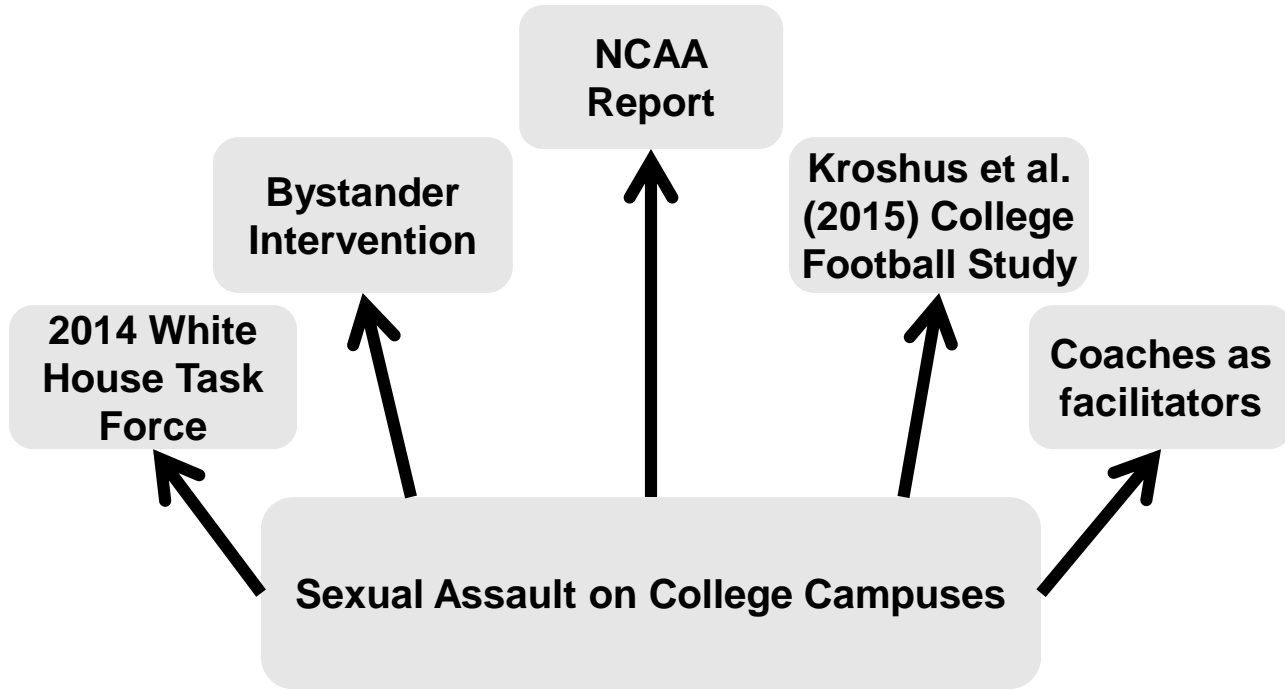 NCAA
Report
Bystander
Intervention
Kroshus et al.
(2015) College
Football Study
2014 White
House Task
Force
Coaches as
facilitators
Sexual Assault on College Campuses